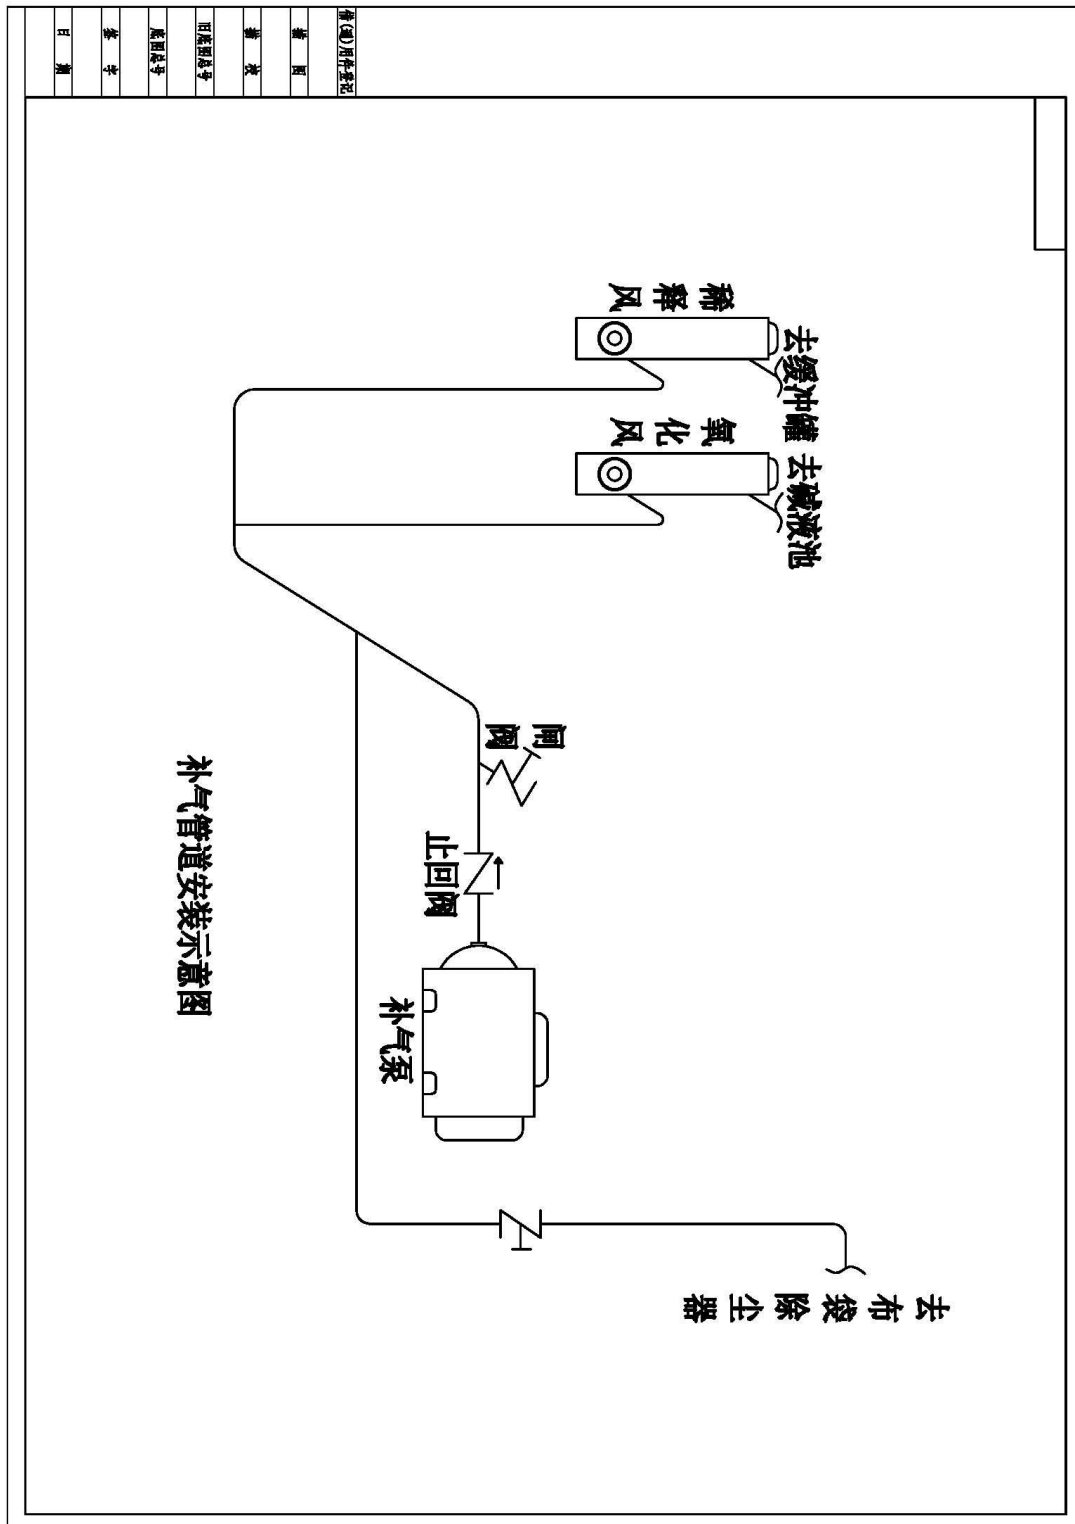 借(通)用件登记
描图
描校
旧底图总号
底图总号
签字
日期
稀释风
去缓冲罐
氧化风
去碱液池
闸阀
止回阀
补气泵
去布袋除尘器
补气管道安装示意图